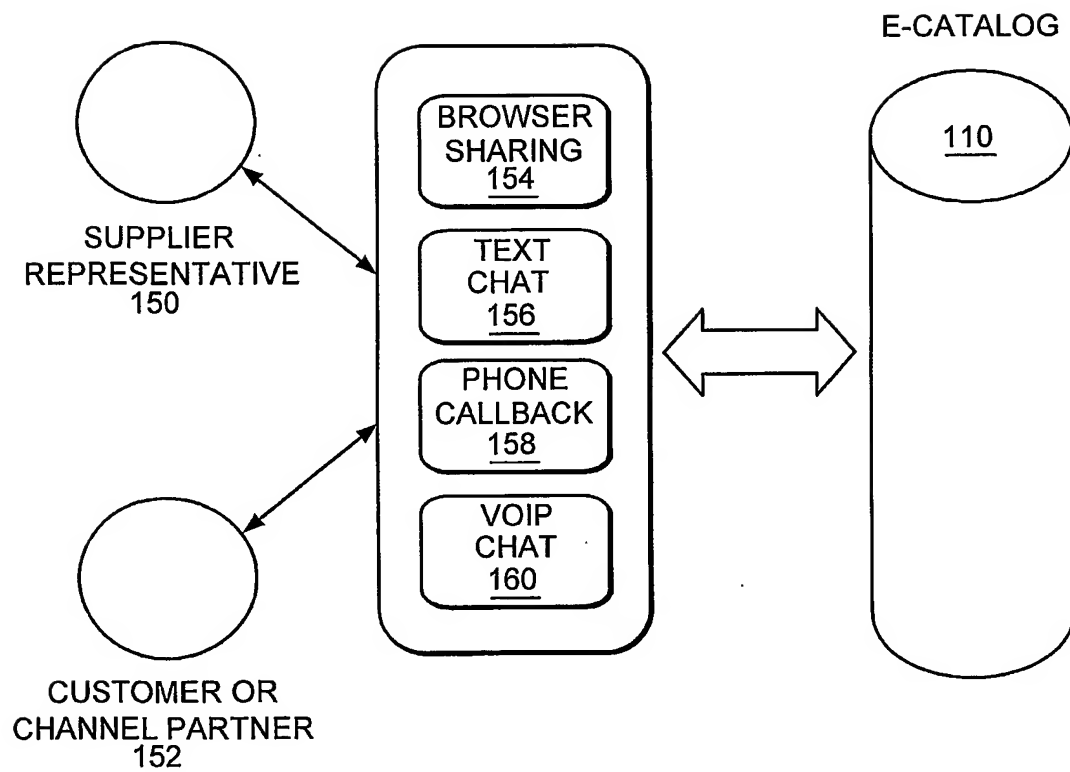 E-CATALOG
110
BROWSER
SHARING
154
TEXT
CHAT
156
PHONE
CALLBACK
158
VOIP
CHAT
160
SUPPLIER
REPRESENTATIVE
150
CUSTOMER OR
CHANNEL PARTNER
152